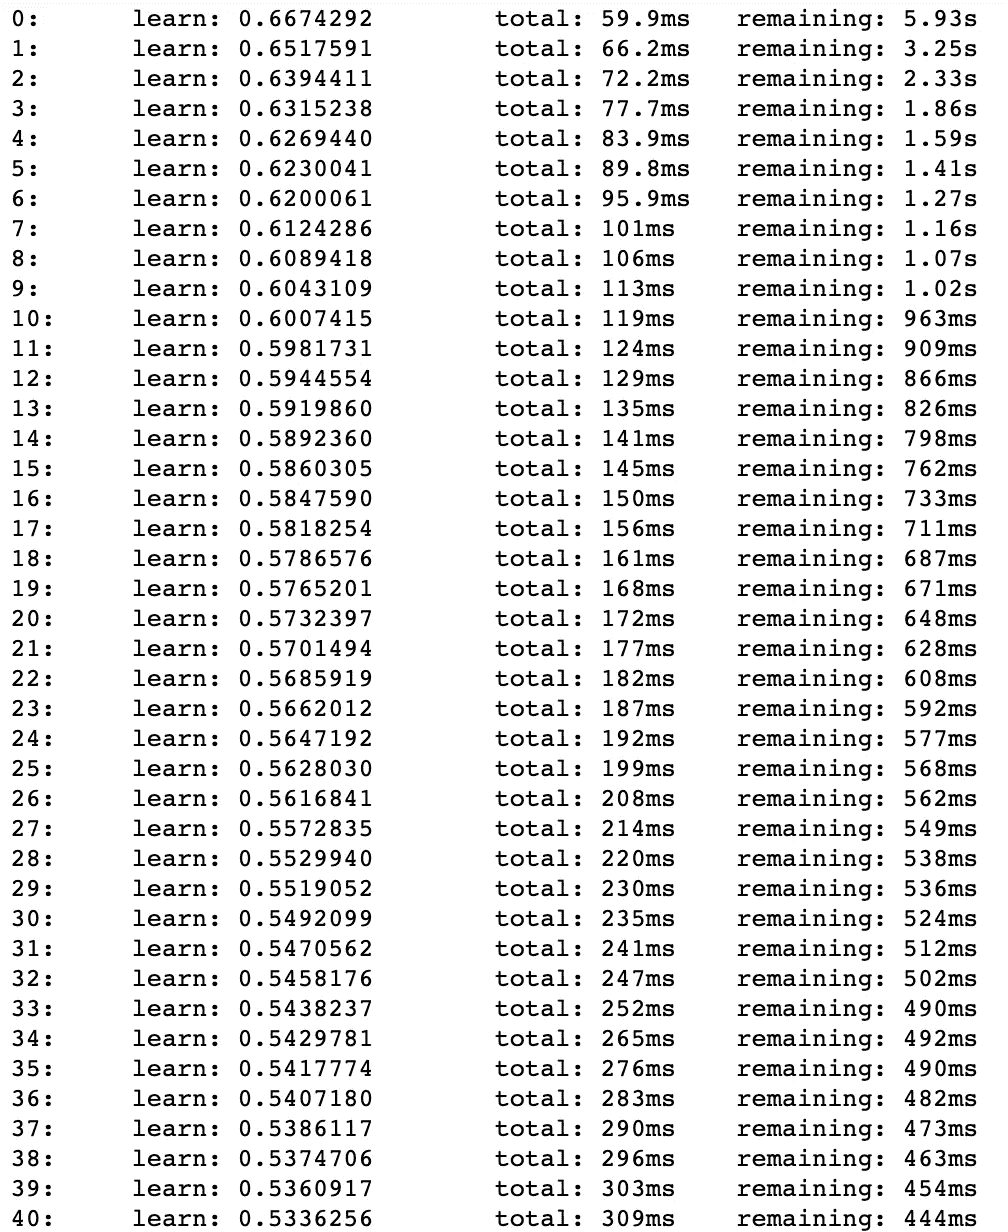 0: learn: 0.6674292 total: 59.9ms remaining: 5.93s
1: learn: 0.6517591 total: 66.2ms remaining: 3.25s
2: learn: 0.6394411 total: 72.2ms remaining: 2.33s
3: learn: 0.6315238 total: 77.7ms remaining: 1.86s
4: learn: 0.6269440 total: 83.9ms remaining: 1.59s
5: learn: 0.6230041 total: 89.8ms remaining: 1.41s
6: learn: 0.6200061 total: 95.9ms remaining: 1.27s
7: learn: 0.6124286 total: 101ms remaining: 1.16s
8: learn: 0.6089418 total: 106ms remaining: 1.07s
9: learn: 0.6043109 total: 113ms remaining: 1.02s
10: learn: 0.6007415 total: 119ms remaining: 963ms
11: learn: 0.5981731 total: 124ms remaining: 909ms
12: learn: 0.5944554 total: 129ms remaining: 866ms
13: learn: 0.5919860 total: 135ms remaining: 826ms
14: learn: 0.5892360 total: 141ms remaining: 798ms
15: learn: 0.5860305 total: 145ms remaining: 762ms
16: learn: 0.5847590 total: 150ms remaining: 733ms
17: learn: 0.5818254 total: 156ms remaining: 711ms
18: learn: 0.5786576 total: 161ms remaining: 687ms
19: learn: 0.5765201 total: 168ms remaining: 671ms
20: learn: 0.5732397 total: 172ms remaining: 648ms
21: learn: 0.5701494 total: 177ms remaining: 628ms
22: learn: 0.5685919 total: 182ms remaining: 608ms
23: learn: 0.5662012 total: 187ms remaining: 592ms
24: learn: 0.5647192 total: 192ms remaining: 577ms
25: learn: 0.5628030 total: 199ms remaining: 568ms
26: learn: 0.5616841 total: 208ms remaining: 562ms
27: learn: 0.5572835 total: 214ms remaining: 549ms
28: learn: 0.5529940 total: 220ms remaining: 538ms
29: learn: 0.5519052 total: 230ms remaining: 536ms
30: learn: 0.5492099 total: 235ms remaining: 524ms
31: learn: 0.5470562 total: 241ms remaining: 512ms
32: learn: 0.5458176 total: 247ms remaining: 502ms
33: learn: 0.5438237 total: 252ms remaining: 490ms
34: learn: 0.5429781 total: 265ms remaining: 492ms
35: learn: 0.5417774 total: 276ms remaining: 490ms
36: learn: 0.5407180 total: 283ms remaining: 482ms
37: learn: 0.5386117 total: 290ms remaining: 473ms
38: learn: 0.5374706 total: 296ms remaining: 463ms
39: learn: 0.5360917 total: 303ms remaining: 454ms
40: learn: 0.5336256 total: 309ms remaining: 444ms